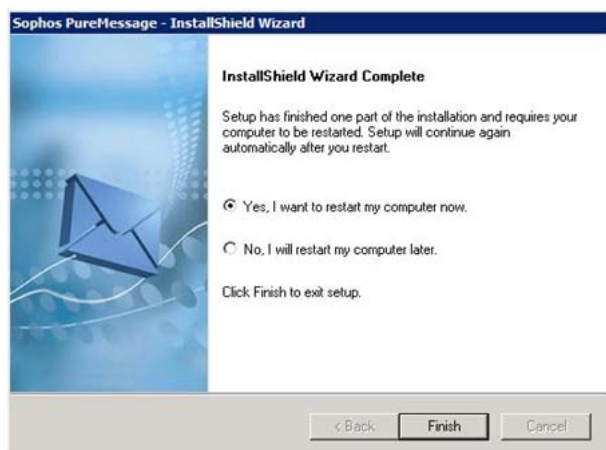 Sophos PureMessage - InstallShield Wizard
InstallShield Wizard Complete
Setup has finished one part of the installation and requires your
computer to be restarted. Setup will continue again
automatically after you restart.
Yes, I want to restart my computer now.
No, I will restart my computer later.
Click Finish to exit setup.
< Back
Finish
Cancel